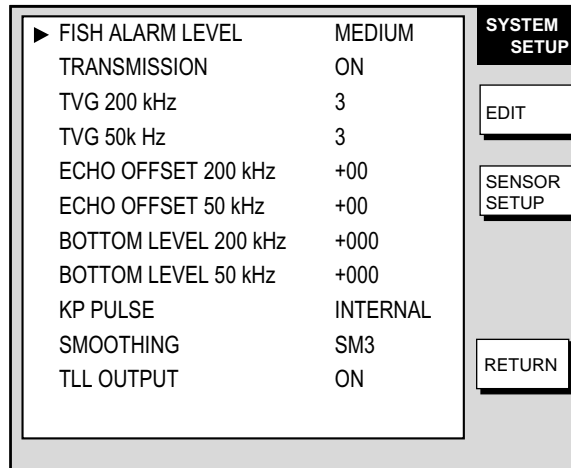 ▶ FISH ALARM LEVEL MEDIUM
TRANSMISSION ON
TVG 200 kHz 3
TVG 50k Hz 3
ECHO OFFSET 200 kHz +00
ECHO OFFSET 50 kHz +00
BOTTOM LEVEL 200 kHz +000
BOTTOM LEVEL 50 kHz +000
KP PULSE INTERNAL
SMOOTHING SM3
TLL OUTPUT ON
SYSTEM
SETUP
EDIT
SENSOR
SETUP
RETURN